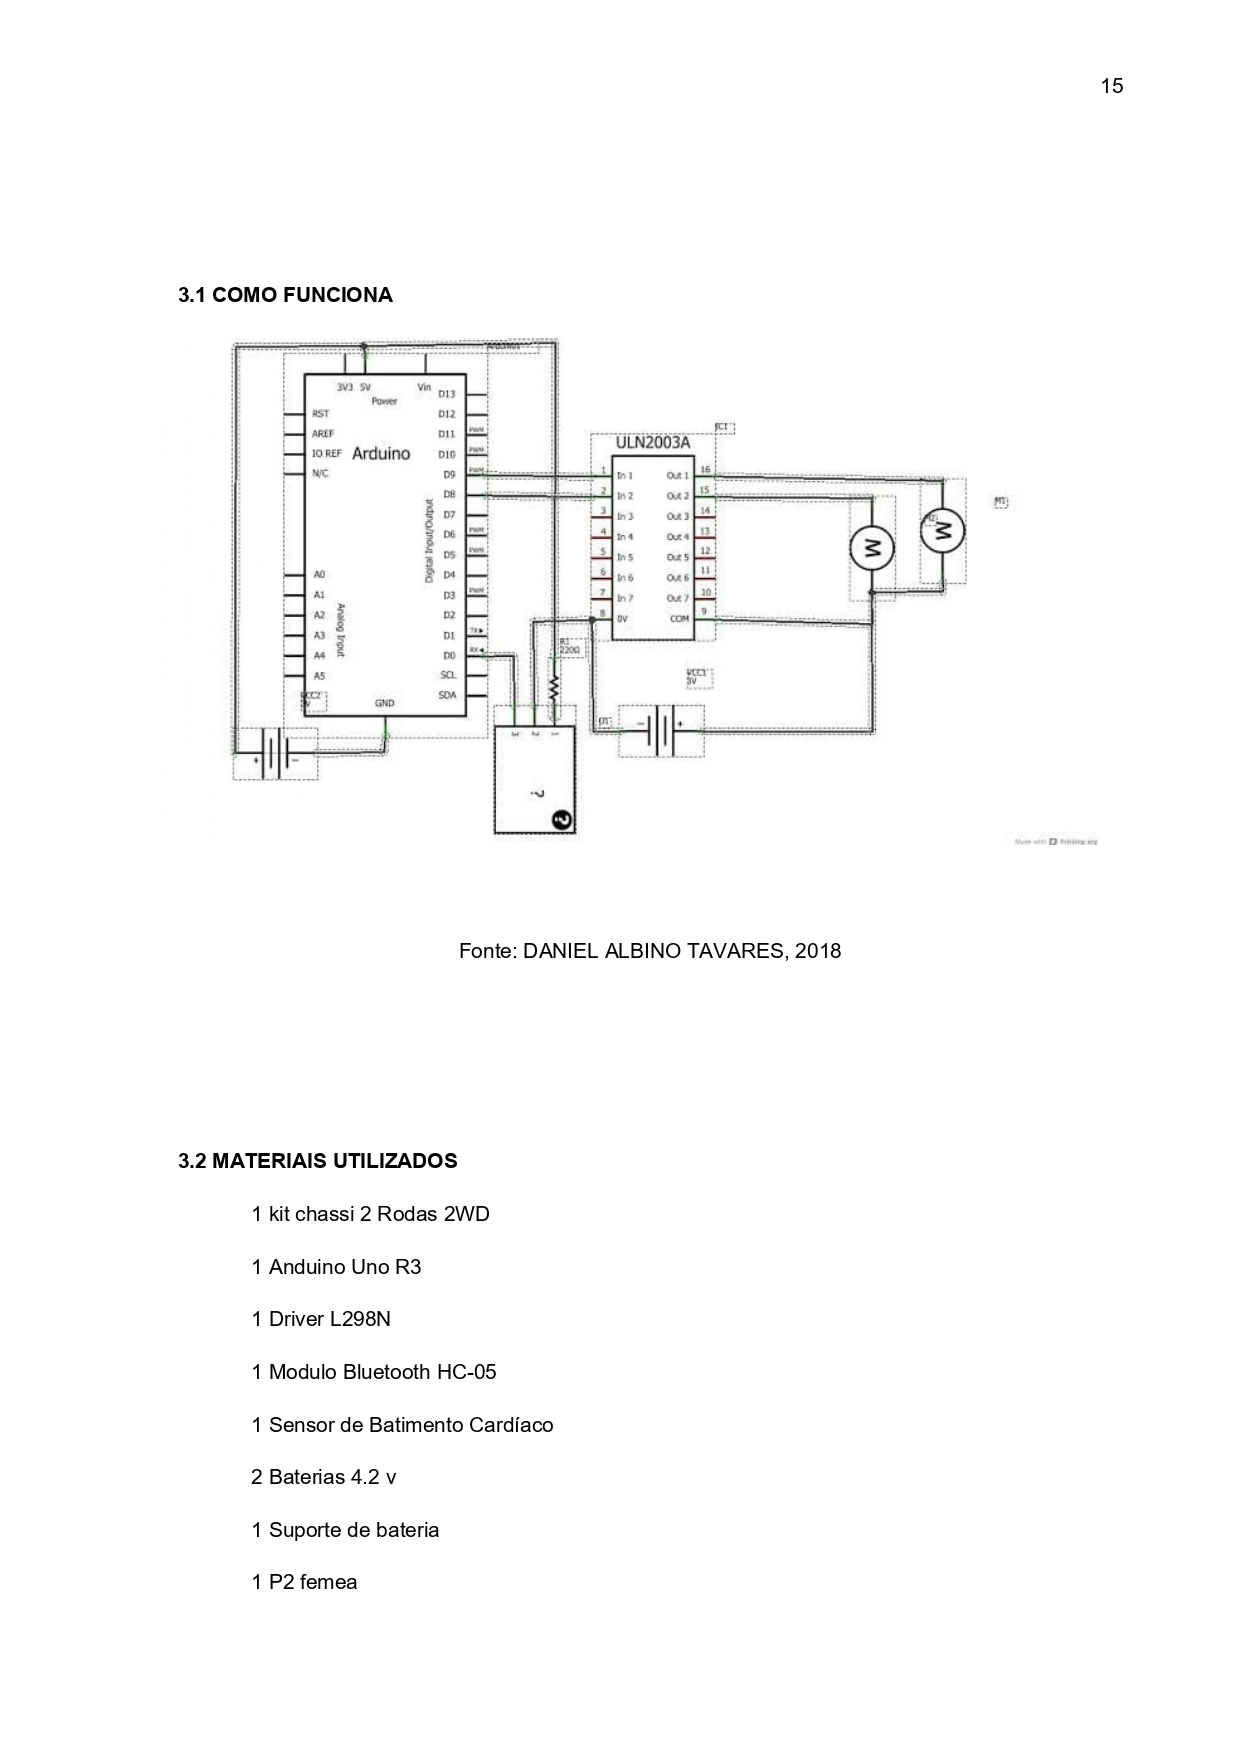 15
3.1 COMO FUNCIONA
3V3 5V Vin
Power
Arduino
RST
AREF
IO REF
N/C
A0
A1
A2
A3
A4
A5
Analog Input
GND
D13
D12
D11 PWM
D10 PWM
D9 PWM
D8
D7
D6 PWM
D5 PWM
D4
D3 PWM
D2
D1 TX
D0 RX
SCL
SDA
Digital Input/Output
VCC2
+ -
ULN2003A
IC1
1 In 1 Out 1 16
2 In 2 Out 2 15
3 In 3 Out 3 14
4 In 4 Out 4 13
5 In 5 Out 5 12
6 In 6 Out 6 11
7 In 7 Out 7 10
8 0V COM 9
R1
220Ω
M
M
M2
M1
VCC1
3V
- +
3 2 1
?
?
Made with Fritzing.org
Fonte: DANIEL ALBINO TAVARES, 2018
3.2 MATERIAIS UTILIZADOS
1 kit chassi 2 Rodas 2WD
1 Anduino Uno R3
1 Driver L298N
1 Modulo Bluetooth HC-05
1 Sensor de Batimento Cardíaco
2 Baterias 4.2 v
1 Suporte de bateria
1 P2 femea